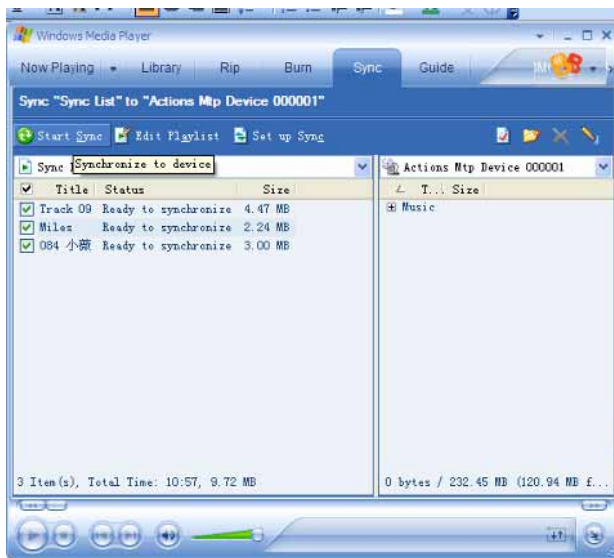 Windows Media Player
Now Playing Library Rip Burn Sync Guide
Sync "Sync List" to "Actions Mtp Device 000001"
Start Sync Edit Playlist Set up Sync
Sync
Synchronize to device
Actions Mtp Device 000001
Title Status Size
T... Size
Track 09 Ready to synchronize 4.47 MB
Music
Miles Ready to synchronize 2.24 MB
084 小薇 Ready to synchronize 3.00 MB
3 Item(s), Total Time: 10:57, 9.72 MB
0 bytes / 232.45 MB (120.94 MB f...